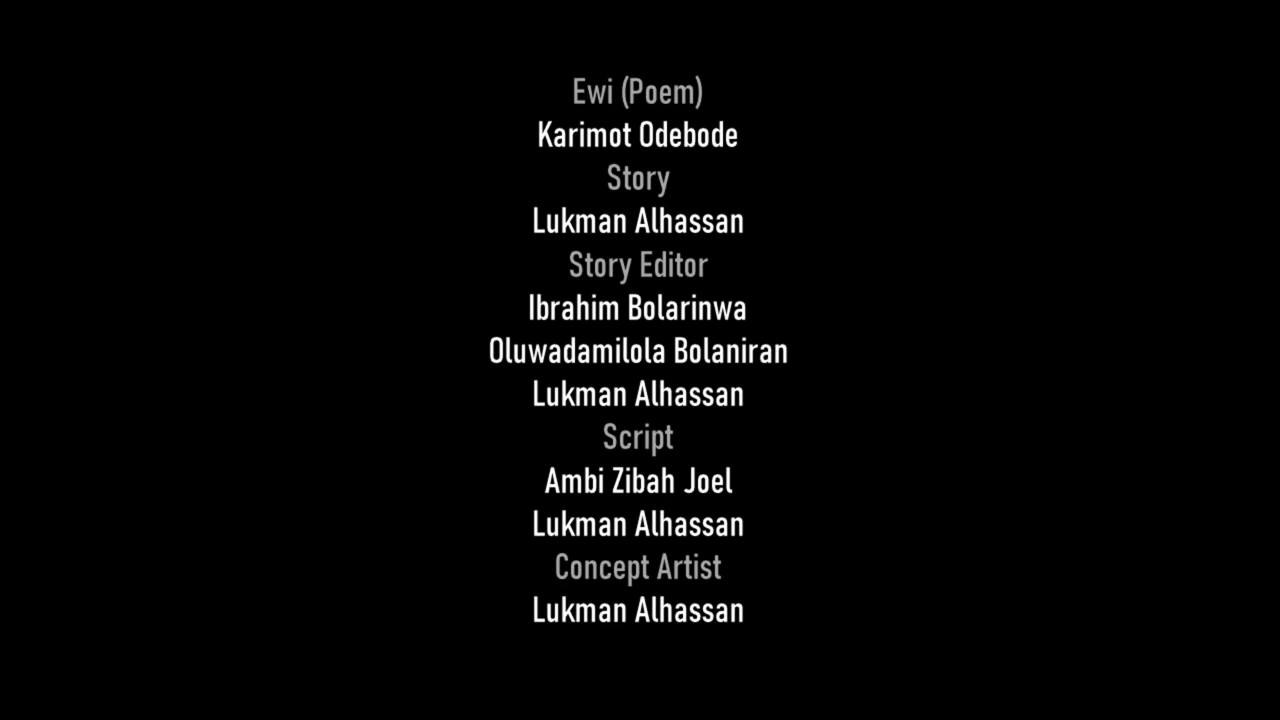 Ewi (Poem)
Karimot Odebode
Story
Lukman Alhassan
Story Editor
Ibrahim Bolarinwa
Oluwadamilola Bolaniran
Lukman Alhassan
Script
Ambi Zibah Joel
Lukman Alhassan
Concept Artist
Lukman Alhassan